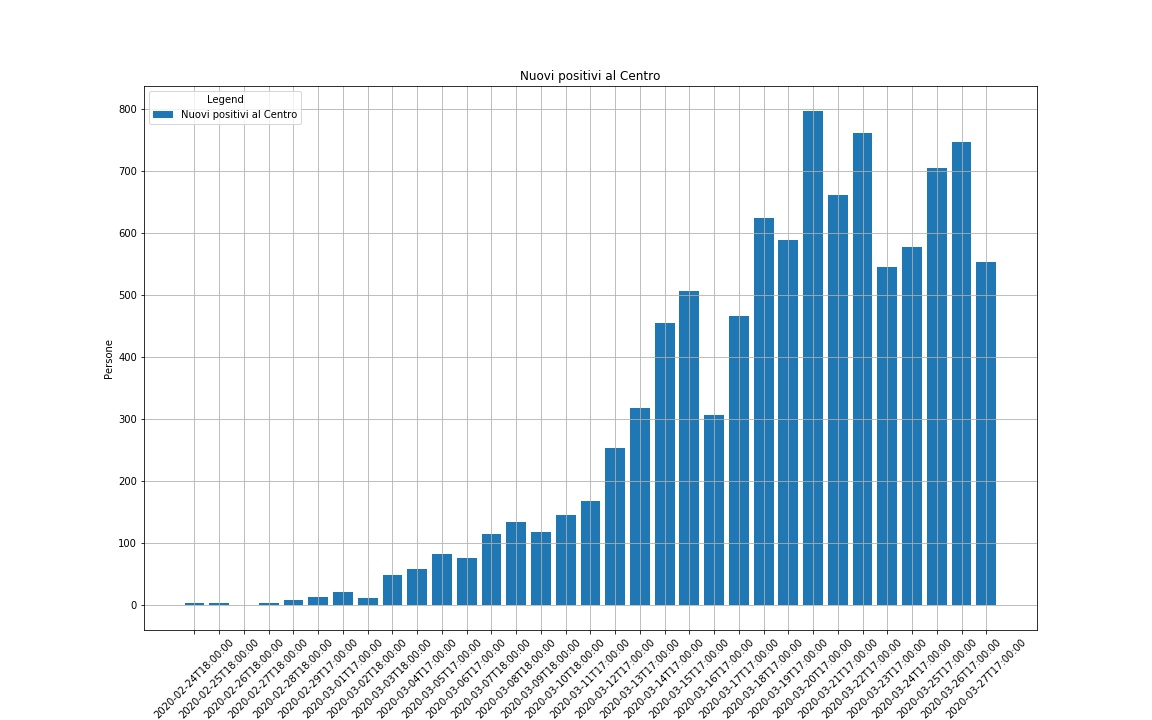 Nuovi positivi al Centro
Legend
Nuovi positivi al Centro
800
700
600
500
400
300
200
100
0
Persone
2020-02-24T18:00:00
2020-02-25T18:00:00
2020-02-26T18:00:00
2020-02-27T18:00:00
2020-02-28T18:00:00
2020-02-29T17:00:00
2020-03-01T17:00:00
2020-03-02T18:00:00
2020-03-03T18:00:00
2020-03-04T17:00:00
2020-03-05T17:00:00
2020-03-06T17:00:00
2020-03-07T18:00:00
2020-03-08T18:00:00
2020-03-09T18:00:00
2020-03-10T18:00:00
2020-03-11T17:00:00
2020-03-12T17:00:00
2020-03-13T17:00:00
2020-03-14T17:00:00
2020-03-15T17:00:00
2020-03-16T17:00:00
2020-03-17T17:00:00
2020-03-18T17:00:00
2020-03-19T17:00:00
2020-03-20T17:00:00
2020-03-21T17:00:00
2020-03-22T17:00:00
2020-03-23T17:00:00
2020-03-24T17:00:00
2020-03-25T17:00:00
2020-03-26T17:00:00
2020-03-27T17:00:00